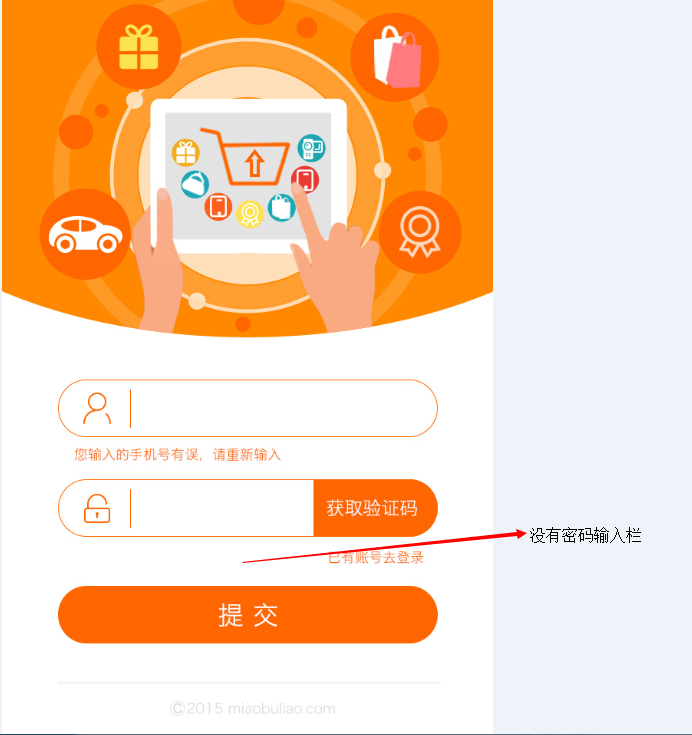 您输入的手机号有误，请重新输入
获取验证码
没有密码输入栏
已有账号去登录
提交
©2015 miaobuliao.com